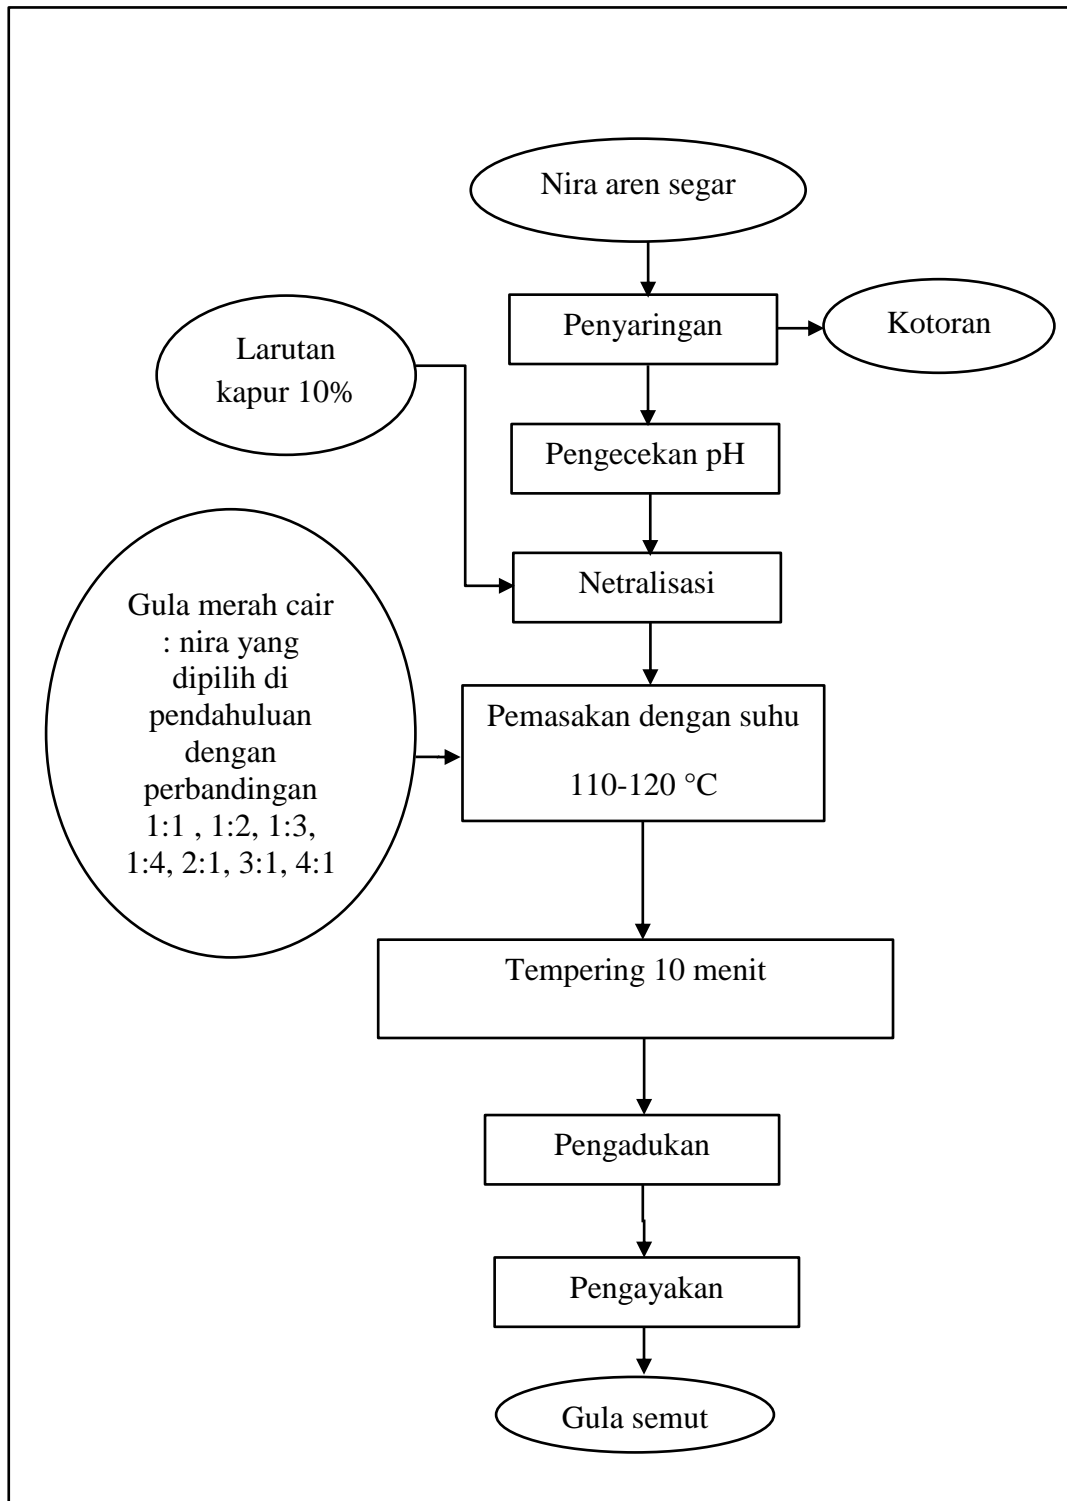 Nira aren segar
Penyaringan
Kotoran
Larutan
kapur 10%
Pengecekan pH
Netralisasi
Gula merah cair
: nira yang
dipilih di
pendahuluan
dengan
perbandingan
1:1 , 1:2, 1:3,
1:4, 2:1, 3:1, 4:1
Pemasakan dengan suhu
110-120 °C
Tempering 10 menit
Pengadukan
Pengayakan
Gula semut